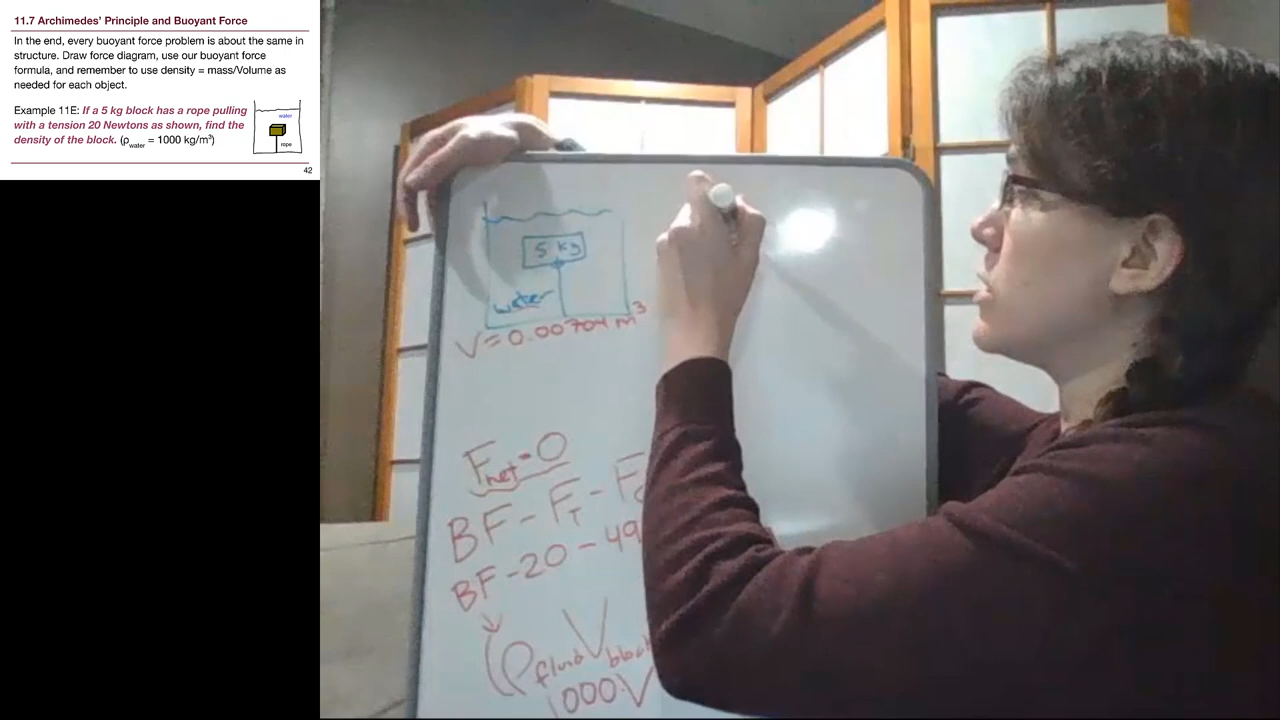 11.7 Archimedes' Principle and Buoyant Force
In the end, every buoyant force problem is about the same in
structure. Draw force diagram, use our buoyant force
formula, and remember to use density = mass/Volume as
needed for each object.
Example 11E: If a 5 kg block has a rope pulling
with a tension 20 Newtons as shown, find the
density of the block. (ρwater = 1000 kg/m³)
water
rope
42
5 kg
water
V=0.00704 m³
Fnet=0
BF - FT - F
BF - 20 - 49
(ρfluid V
1000·V